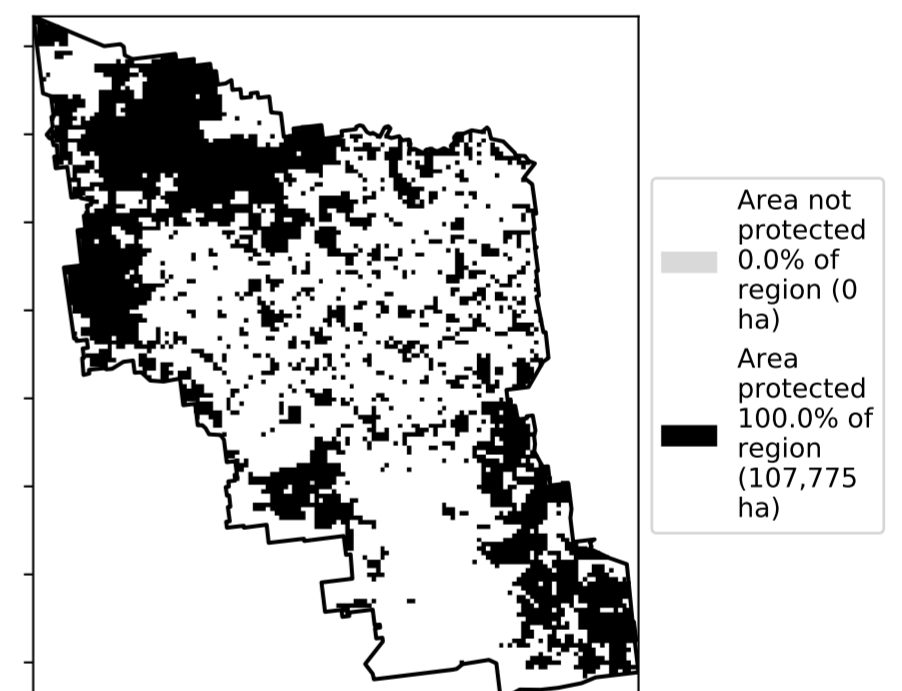 Area not
protected
0.0% of
region (0
ha)
Area
protected
100.0% of
region
(107,775
ha)